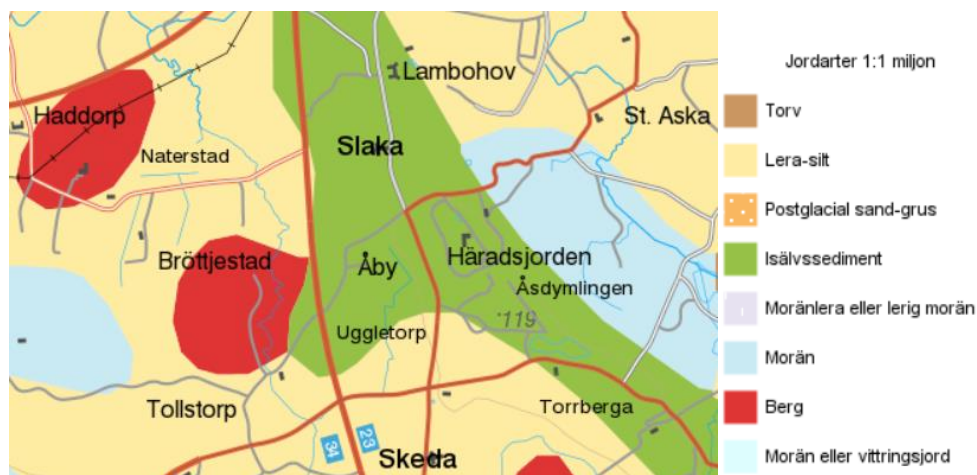 Lambohov
Haddorp
St. Aska
Slaka
Naterstad
Bröttjestad
Åby
Häradsjorden
Åsdymlingen
119
Uggletorp
Tollstorp
Torrberga
34
23
Skeda
Jordarter 1:1 miljon
Torv
Lera-silt
Postglacial sand-grus
Isälvssediment
Moränlera eller lerig morän
Morän
Berg
Morän eller vittringsjord